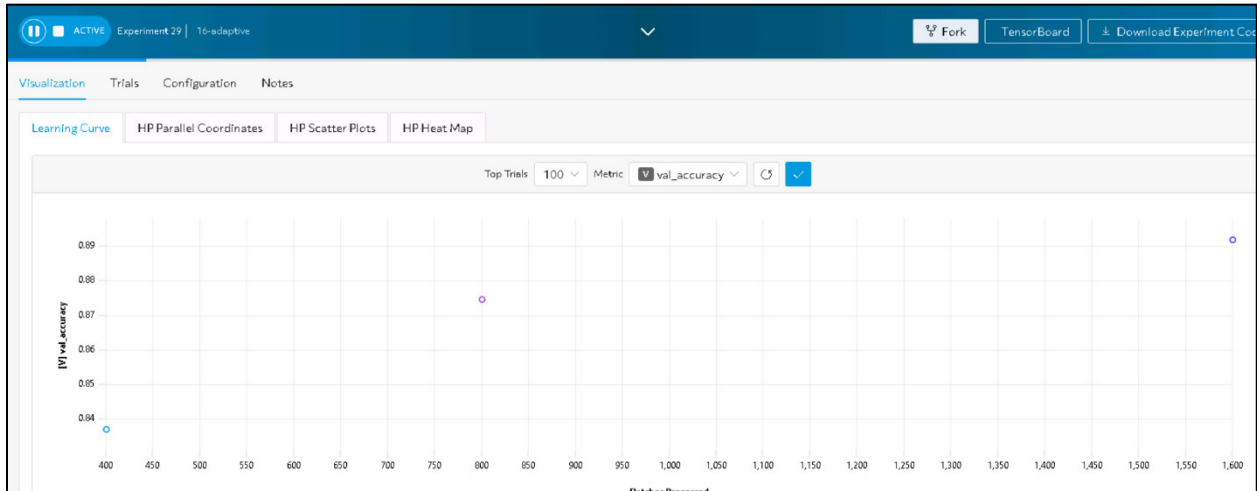 ACTIVE Experiment 29 | 16-adaptive Fork TensorBoard Download Experiment
Visualization Trials Configuration Notes
Learning Curve HP Parallel Coordinates HP Scatter Plots HP Heat Map
Top Trials 100 Metric V val_accuracy
0.89
0.88
0.87
0.86
0.85
0.84
[V] val_accuracy
400 450 500 550 600 650 700 750 800 850 900 950 1,000 1,050 1,100 1,150 1,200 1,250 1,300 1,350 1,400 1,450 1,500 1,550 1,600